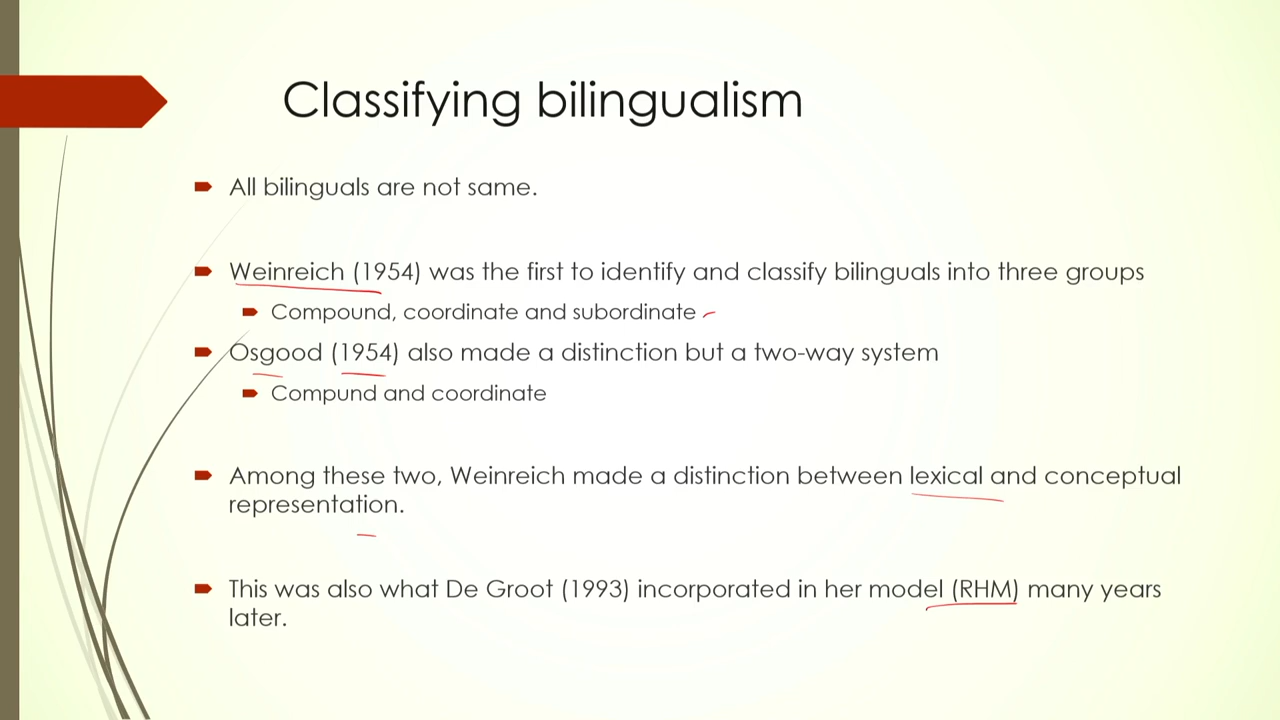 Classifying bilingualism
All bilinguals are not same.
Weinreich (1954) was the first to identify and classify bilinguals into three groups
Compound, coordinate and subordinate
Osgood (1954) also made a distinction but a two-way system
Compund and coordinate
Among these two, Weinreich made a distinction between lexical and conceptual
representation.
This was also what De Groot (1993) incorporated in her model (RHM) many years
later.